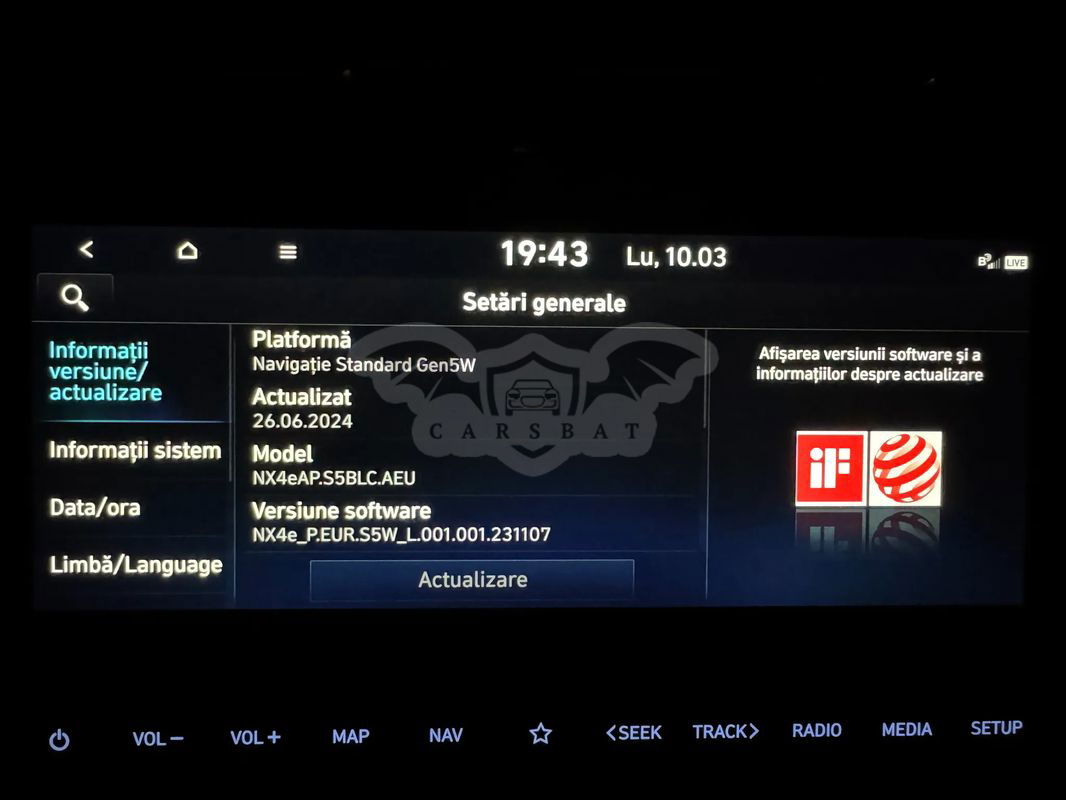 19:43 Lu, 10.03
LIVE
Setări generale
Informații
versiune/
actualizare
Informații sistem
Data/ora
Limbă/Language
Platformă
Navigație Standard Gen5W
Actualizat
26.06.2024
Model
NX4eAP.S5BLC.AEU
Versiune software
NX4e_P.EUR.S5W_L.001.001.231107
Actualizare
CARSBAT
Afișarea versiunii software și a
informațiilor despre actualizare
iF
VOL− VOL+ MAP NAV <SEEK TRACK> RADIO MEDIA SETUP